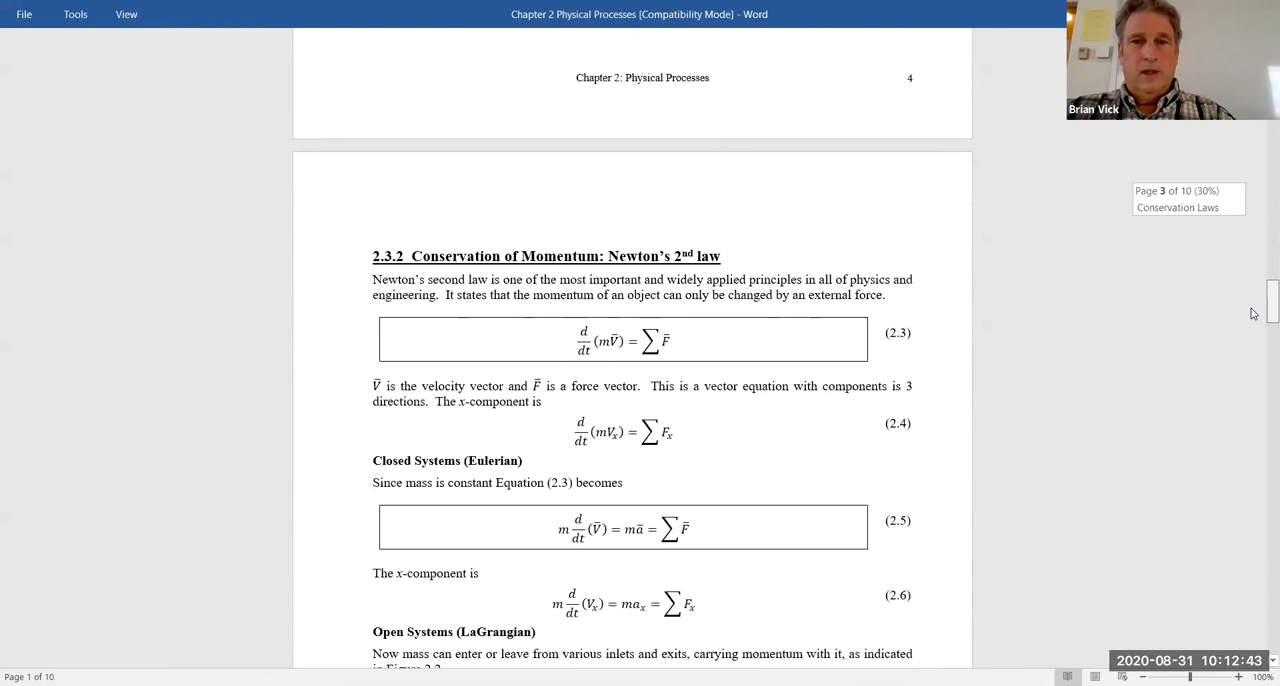 File Tools View Chapter 2 Physical Processes [Compatibility Mode] - Word
Brian Vick
Chapter 2: Physical Processes 4
Page 3 of 10 (30%)
Conservation Laws
2.3.2 Conservation of Momentum: Newton's 2nd law
Newton's second law is one of the most important and widely applied principles in all of physics and
engineering. It states that the momentum of an object can only be changed by an external force.
d/dt (mV̄) = ∑ F̄ (2.3)
V̄ is the velocity vector and F̄ is a force vector. This is a vector equation with components is 3
directions. The x-component is
d/dt (mVₓ) = ∑ Fₓ (2.4)
Closed Systems (Eulerian)
Since mass is constant Equation (2.3) becomes
m d/dt (V̄) = mā = ∑ F̄ (2.5)
The x-component is
m d/dt (Vₓ) = maₓ = ∑ Fₓ (2.6)
Open Systems (LaGrangian)
Now mass can enter or leave from various inlets and exits, carrying momentum with it, as indicated
in Figure 2.2
2020-08-31 10:12:43
Page 1 of 10 100%